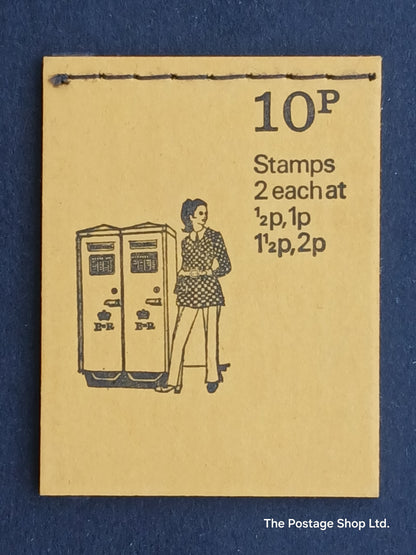 10P
Stamps
2 each at
½p, 1p
1½p, 2p
E R
E R
The Postage Shop Ltd.